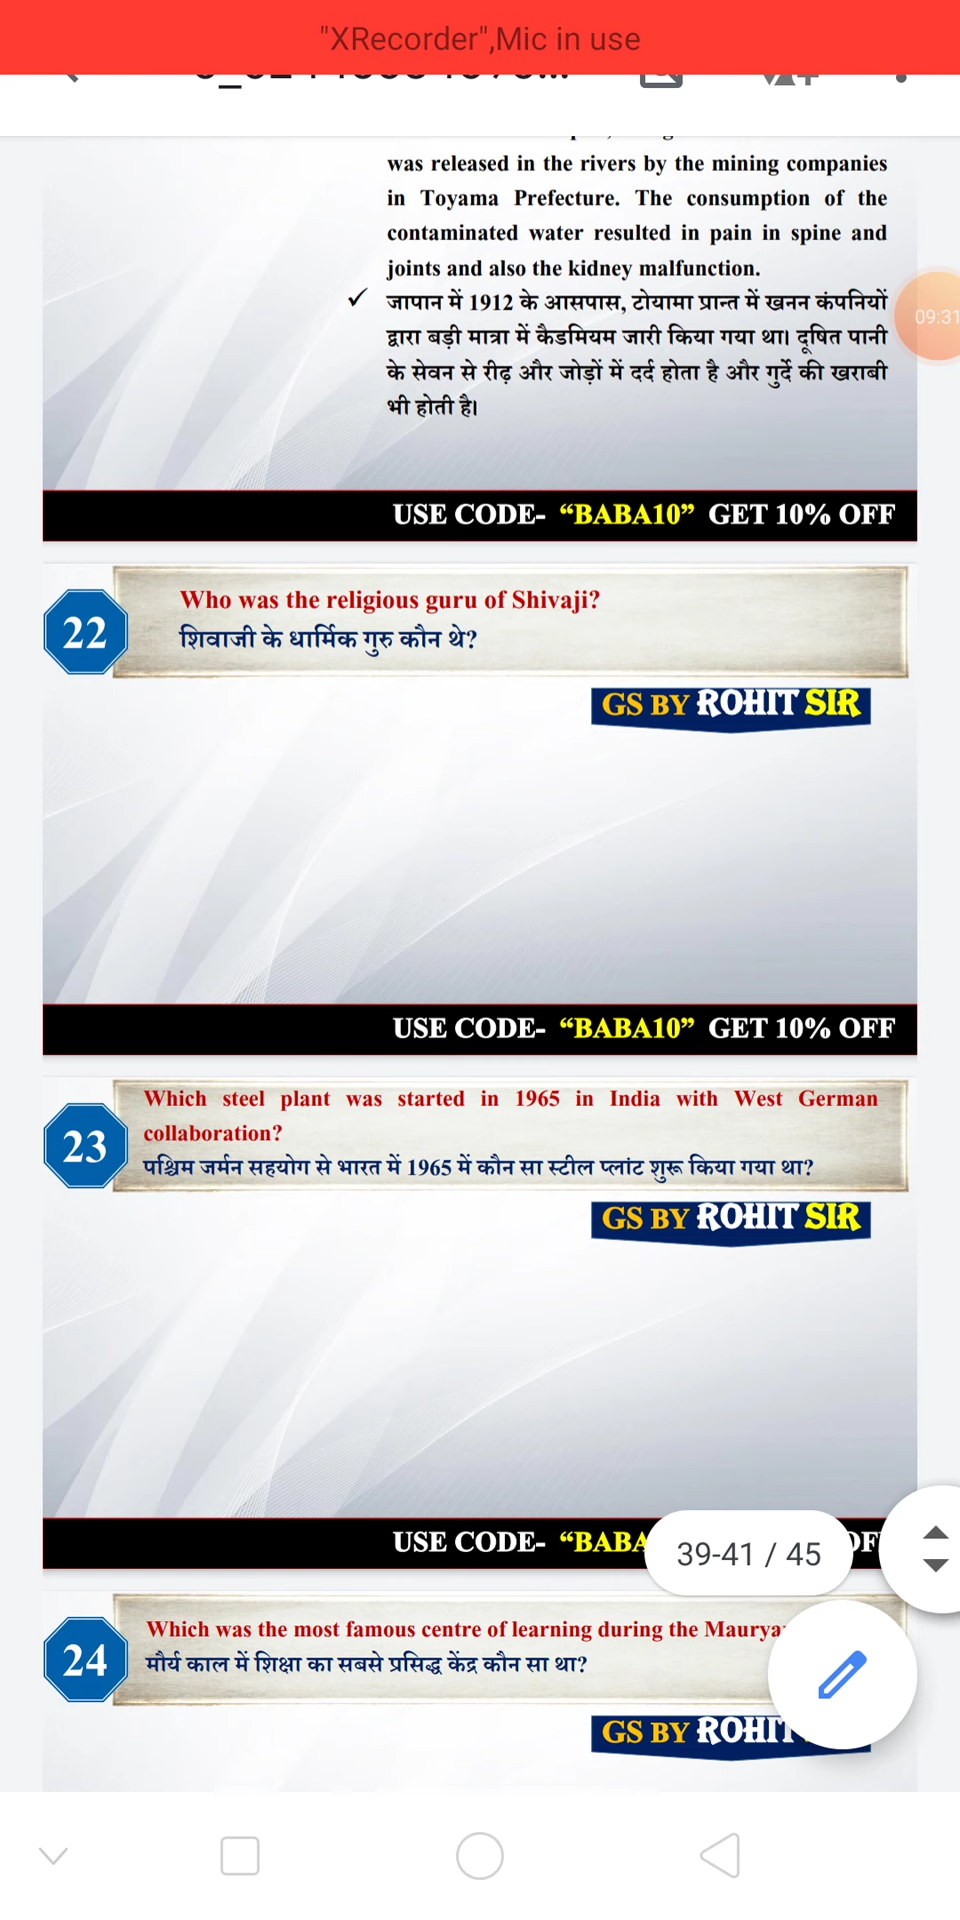 "XRecorder",Mic in use
was released in the rivers by the mining companies
in Toyama Prefecture. The consumption of the
contaminated water resulted in pain in spine and
joints and also the kidney malfunction.
✓ जापान में 1912 के आसपास, टोयामा प्रान्त में खनन कंपनियों
09:31
द्वारा बड़ी मात्रा में कैडमियम जारी किया गया था। दूषित पानी
के सेवन से रीढ़ और जोड़ों में दर्द होता है और गुर्दे की खराबी
भी होती है।
USE CODE- “BABA10” GET 10% OFF
22
Who was the religious guru of Shivaji?
शिवाजी के धार्मिक गुरु कौन थे?
GS BY ROHIT SIR
USE CODE- “BABA10” GET 10% OFF
23
Which steel plant was started in 1965 in India with West German
collaboration?
पश्चिम जर्मन सहयोग से भारत में 1965 में कौन सा स्टील प्लांट शुरू किया गया था?
GS BY ROHIT SIR
USE CODE- “BABA
39-41 / 45
24
Which was the most famous centre of learning during the Maurya
मौर्य काल में शिक्षा का सबसे प्रसिद्ध केंद्र कौन सा था?
GS BY ROHIT